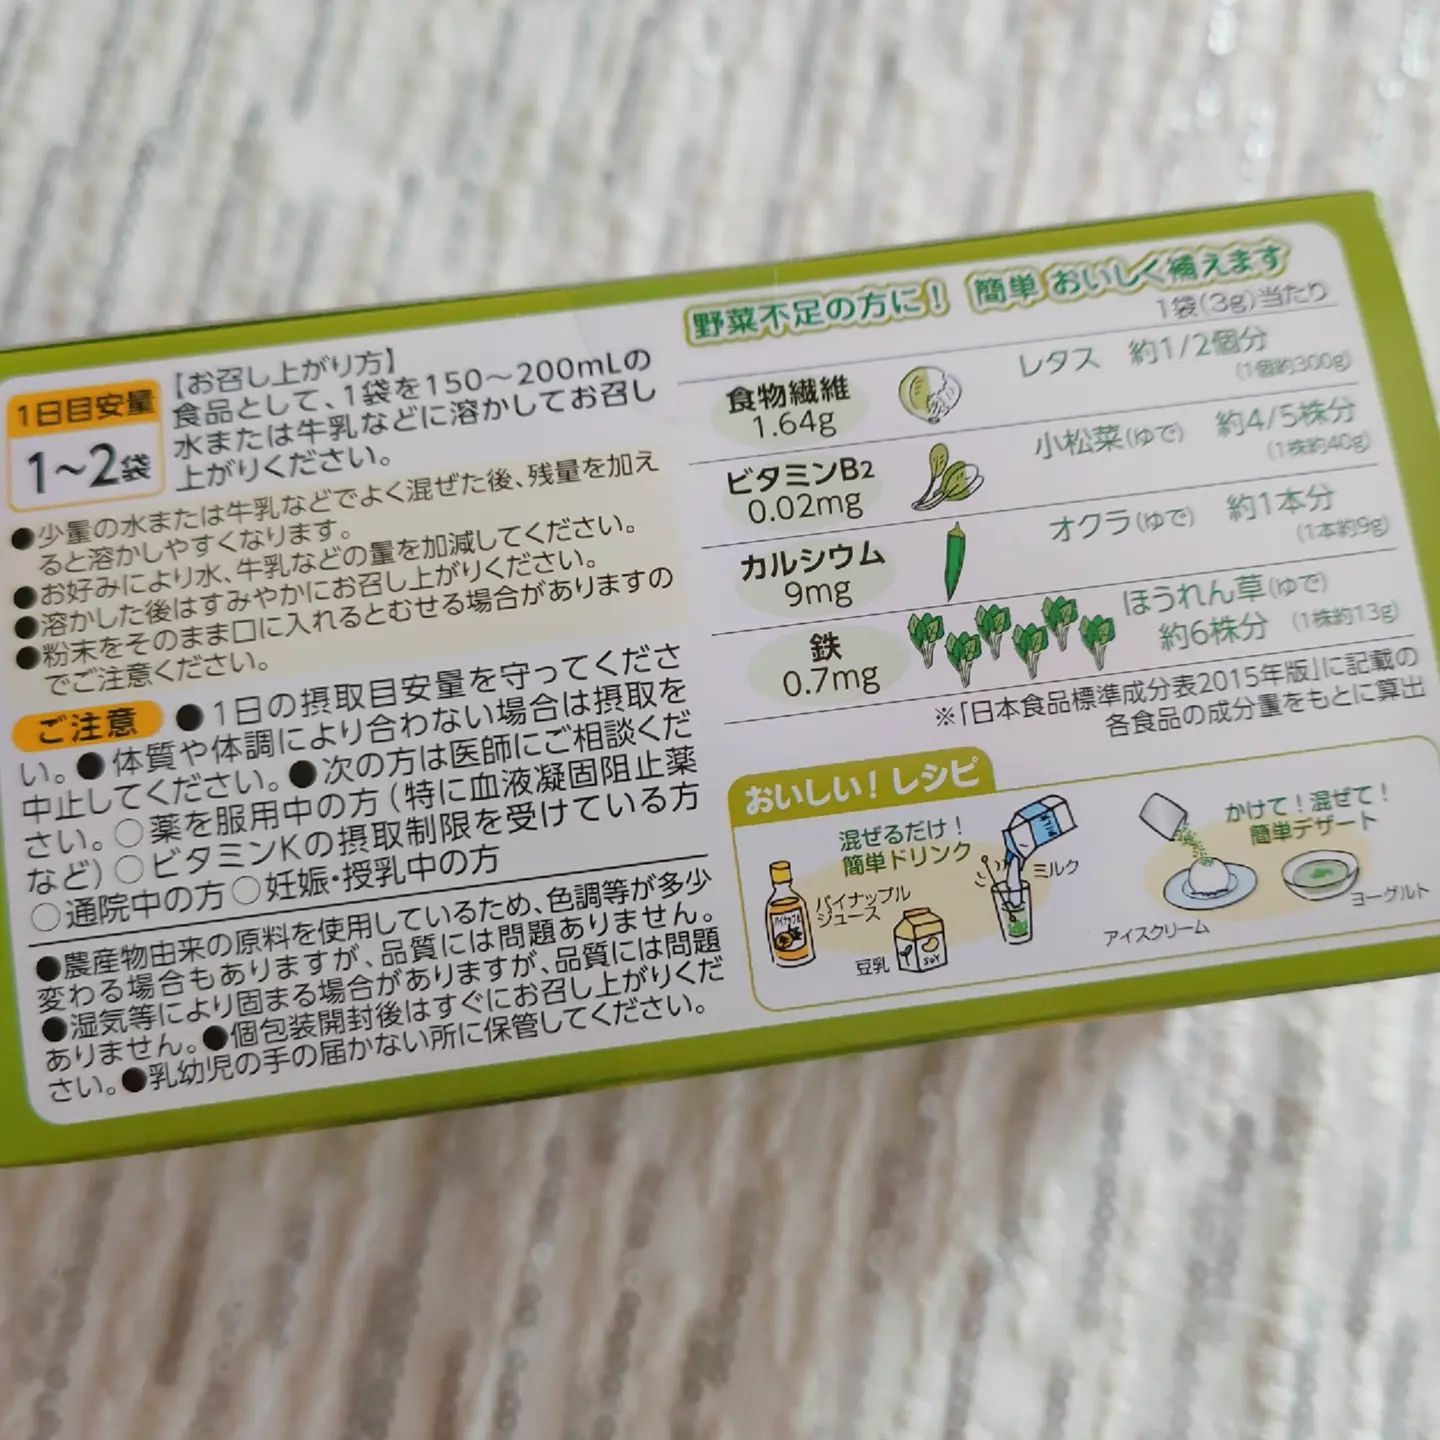 1日目安量
1〜2袋
【お召し上がり方】
食品として、1袋を150〜200mLの
水または牛乳などに溶かしてお召し
上がりください。
●少量の水または牛乳などでよく混ぜた後、残量を加え
ると溶かしやすくなります。
●お好みにより水、牛乳などの量を加減してください。
●溶かした後はすみやかにお召し上がりください。
●粉末をそのまま口に入れるとむせる場合がありますの
でご注意ください。
ご注意 ●1日の摂取目安量を守ってくださ
い。●体質や体調により合わない場合は摂取を
中止してください。●次の方は医師にご相談くだ
さい。○薬を服用中の方(特に血液凝固阻止薬
など)○ビタミンKの摂取制限を受けている方
○通院中の方○妊娠・授乳中の方
●農産物由来の原料を使用しているため、色調等が多少
変わる場合もありますが、品質には問題ありません。
●湿気等により固まる場合がありますが、品質には問題
ありません。●個包装開封後はすぐにお召し上がりくだ
さい。●乳幼児の手の届かない所に保管してください。
野菜不足の方に! 簡単 おいしく補えます
1袋(3g)当たり
食物繊維
1.64g
レタス 約1/2個分
(1個約300g)
ビタミンB2
0.02mg
小松菜(ゆで) 約4/5株分
(1株約40g)
カルシウム
9mg
オクラ(ゆで) 約1本分
(1本約9g)
鉄
0.7mg
ほうれん草(ゆで)
約6株分 (1株約13g)
※「日本食品標準成分表2015年版」に記載の
各食品の成分量をもとに算出
おいしい!レシピ
混ぜるだけ!
簡単ドリンク
パイナップル
ジュース
パイナップル
豆乳
SOY
ミルク
かけて!混ぜて!
簡単デザート
アイスクリーム
ヨーグルト